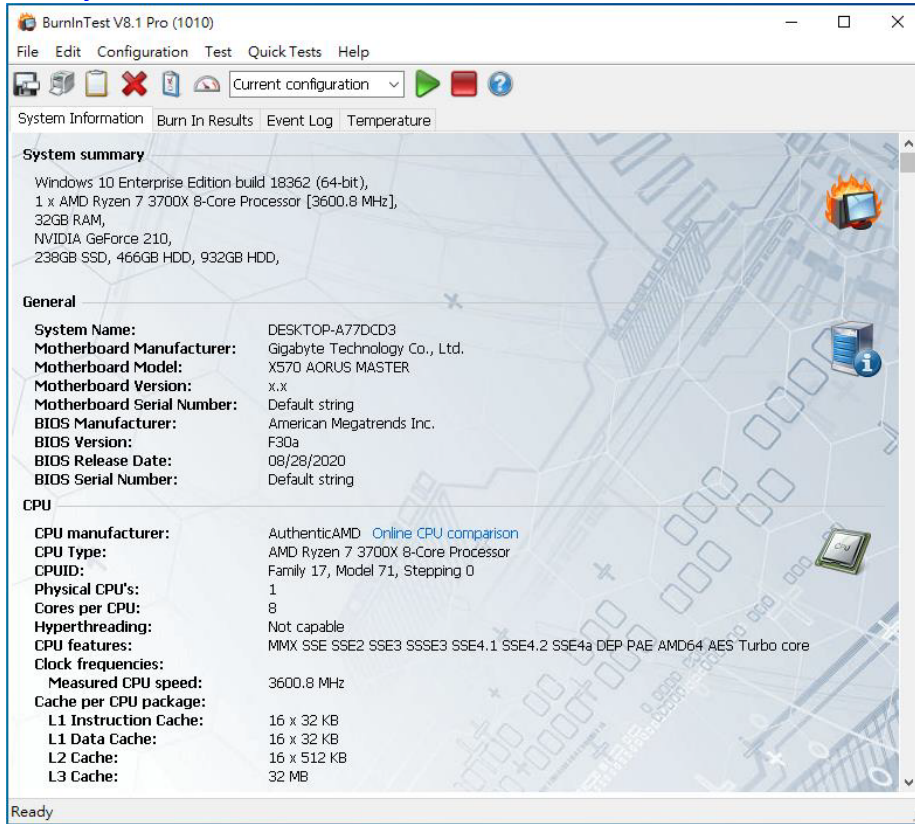 BurnInTest V8.1 Pro (1010)
File Edit Configuration Test Quick Tests Help
Current configuration
System Information Burn In Results Event Log Temperature
System summary
Windows 10 Enterprise Edition build 18362 (64-bit),
1 x AMD Ryzen 7 3700X 8-Core Processor [3600.8 MHz],
32GB RAM,
NVIDIA GeForce 210,
238GB SSD, 466GB HDD, 932GB HDD,
General
System Name: DESKTOP-A77DCD3
Motherboard Manufacturer: Gigabyte Technology Co., Ltd.
Motherboard Model: X570 AORUS MASTER
Motherboard Version: x.x
Motherboard Serial Number: Default string
BIOS Manufacturer: American Megatrends Inc.
BIOS Version: F30a
BIOS Release Date: 08/28/2020
BIOS Serial Number: Default string
CPU
CPU manufacturer: AuthenticAMD Online CPU comparison
CPU Type: AMD Ryzen 7 3700X 8-Core Processor
CPUID: Family 17, Model 71, Stepping 0
Physical CPU's: 1
Cores per CPU: 8
Hyperthreading: Not capable
CPU features: MMX SSE SSE2 SSE3 SSSE3 SSE4.1 SSE4.2 SSE4a DEP PAE AMD64 AES Turbo core
Clock frequencies:
Measured CPU speed: 3600.8 MHz
Cache per CPU package:
L1 Instruction Cache: 16 x 32 KB
L1 Data Cache: 16 x 32 KB
L2 Cache: 16 x 512 KB
L3 Cache: 32 MB
Ready